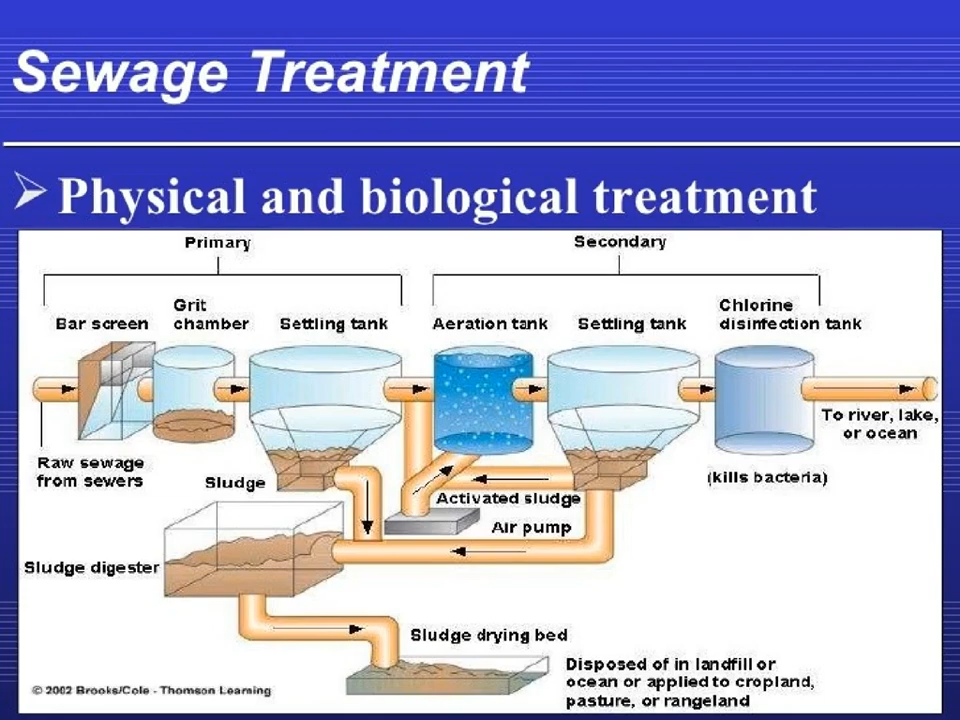 Sewage Treatment
Physical and biological treatment
Primary
Secondary
Bar screen
Grit
chamber
Settling tank
Aeration tank
Settling tank
Chlorine
disinfection tank
To river, lake,
or ocean
Raw sewage
from sewers
Sludge
(kills bacteria)
Activated sludge
Air pump
Sludge digester
Sludge drying bed
Disposed of in landfill or
ocean or applied to cropland,
pasture, or rangeland
© 2002 Brooks/Cole - Thomson Learning